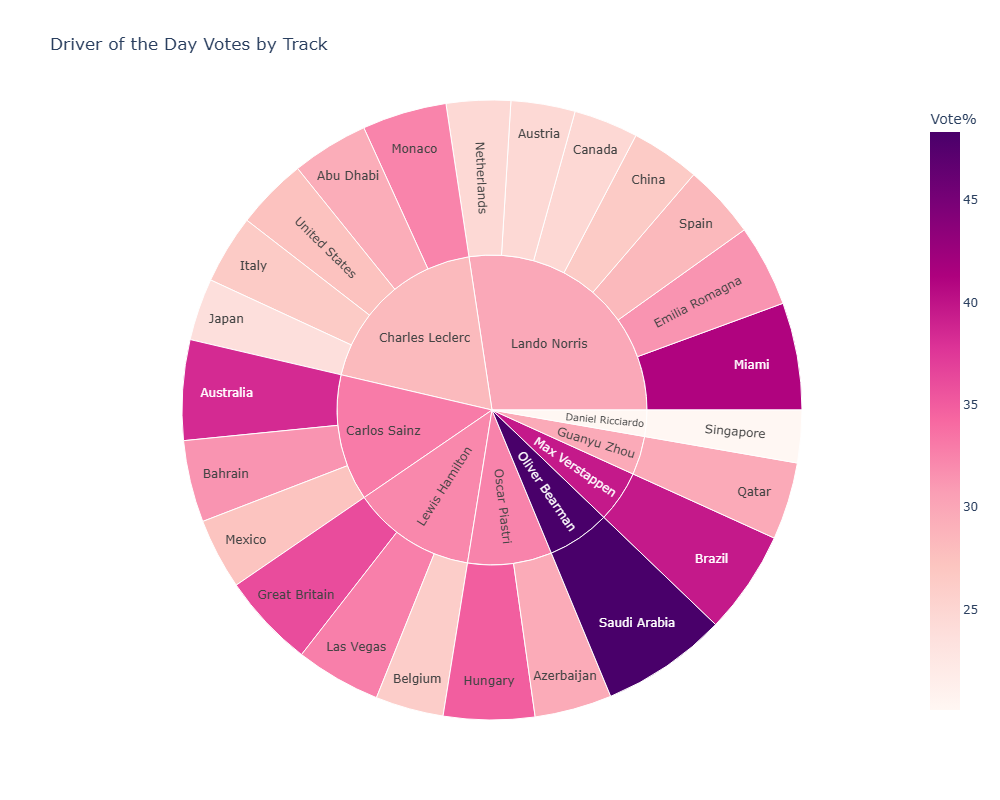 Driver of the Day Votes by Track
Vote%
45
40
35
30
25
Lando Norris
Miami
Emilia Romagna
Spain
China
Canada
Austria
Netherlands
Charles Leclerc
Monaco
Abu Dhabi
United States
Italy
Japan
Carlos Sainz
Australia
Bahrain
Mexico
Lewis Hamilton
Great Britain
Las Vegas
Belgium
Oscar Piastri
Hungary
Azerbaijan
Oliver Bearman
Saudi Arabia
Max Verstappen
Brazil
Guanyu Zhou
Qatar
Daniel Ricciardo
Singapore